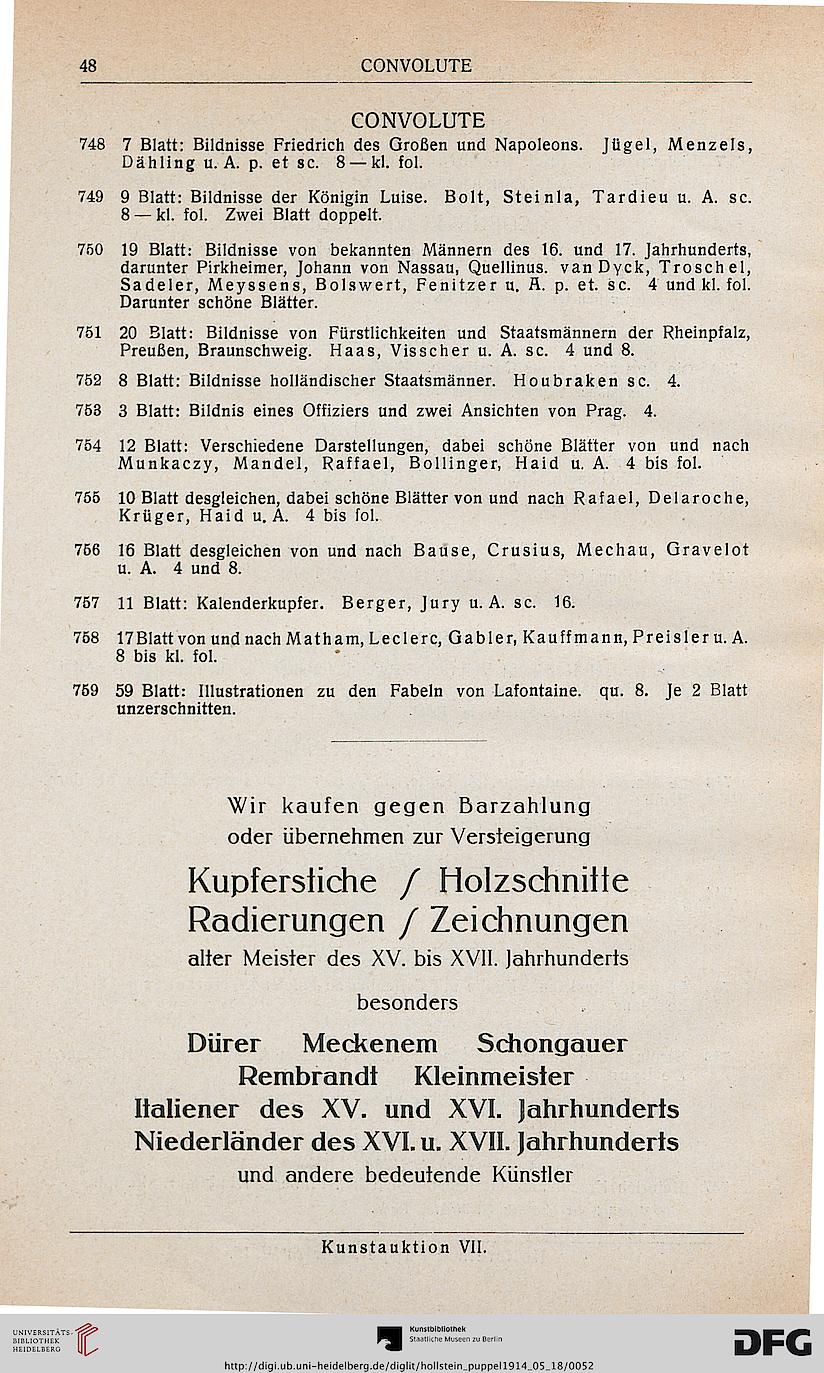 48 CONVOLUTE
CONVOLUTE
748 7 Blatt: Bildnisse Friedrich des Großen und Napoleons. Jügel, Menzels,
Dähling u. A. p. et sc. 8 — kl. fol.
749 9 Blatt: Bildnisse der Königin Luise. Bolt, Steinla, Tardieu u. A. sc.
8 — kl. fol. Zwei Blatt doppelt.
750 19 Blatt: Bildnisse von bekannten Männern des 16. und 17. Jahrhunderts,
darunter Pirkheimer, Johann von Nassau, Quellinus. van Dyck, Troschel,
Sadeler, Meyssens, Bolswert, Fenitzer u. A. p. et. sc. 4 und kl. fol.
Darunter schöne Blätter.
751 20 Blatt: Bildnisse von Fürstlichkeiten und Staatsmännern der Rheinpfalz,
Preußen, Braunschweig. Haas, Visscher u. A. sc. 4 und 8.
752 8 Blatt: Bildnisse holländischer Staatsmänner. Houbraken sc. 4.
753 3 Blatt: Bildnis eines Offiziers und zwei Ansichten von Prag. 4.
754 12 Blatt: Verschiedene Darstellungen, dabei schöne Blätter von und nach
Munkaczy, Mandel, Raffael, Bollinger, Haid u. A. 4 bis fol.
755 10 Blatt desgleichen, dabei schöne Blätter von und nach Rafael, Delaroche,
Krüger, Haid u. A. 4 bis fol.
756 16 Blatt desgleichen von und nach Bause, Crusius, Mechau, Gravelot
u. A. 4 und 8.
757 11 Blatt: Kalenderkupfer. Berger, Jury u. A. sc. 16.
758 17 Blatt von und nach Matham, Leclerc, Gabler, Kauffmann, Preisler u. A.
8 bis kl. fol.
759 59 Blatt: Illustrationen zu den Fabeln von Lafontaine. qu. 8. Je 2 Blatt
unzerschnitten.
Wir kaufen gegen Barzahlung
oder übernehmen zur Versteigerung
Kupferstiche / Holzschnitte
Radierungen / Zeichnungen
alter Meister des XV. bis XVII. Jahrhunderts
besonders
Dürer Meckenem Schongauer
Rembrandt Kleinmeister
Italiener des XV. und XVI. Jahrhunderts
Niederländer des XVI. u. XVII. Jahrhunderts
und andere bedeutende Künstler
Kunstauktion VII.
UNIVERSITÄTS-
BIBLIOTHEK
HEIDELBERG
Kunstbibliothek
Staatliche Museen zu Berlin
DFG
http://digi.ub.uni-heidelberg.de/diglit/hollstein_puppel1914_05_18/0052